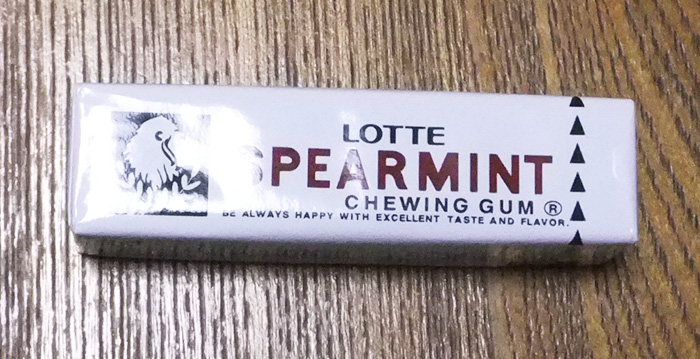 LOTTE
SPEARMINT
CHEWING GUM ®
BE ALWAYS HAPPY WITH EXCELLENT TASTE AND FLAVOR.